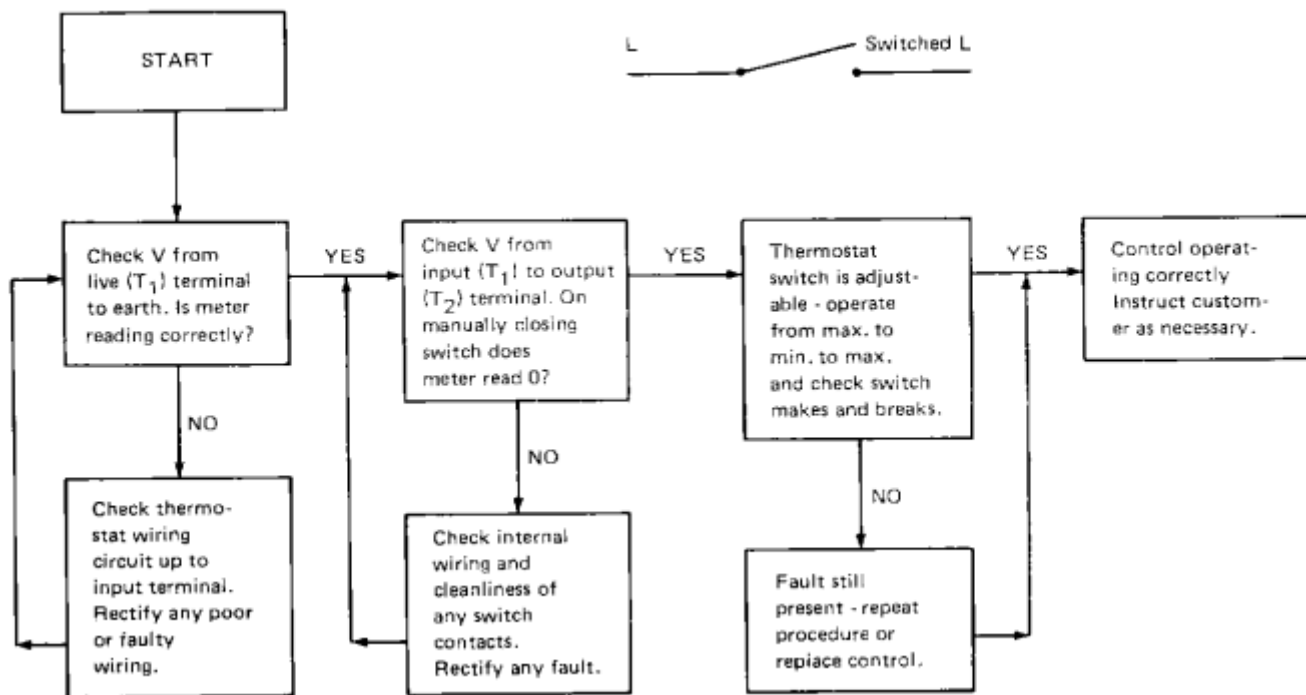 START
L
Switched L
Check V from
live (T₁) terminal
to earth. Is meter
reading correctly?
YES
Check V from
input (T₁) to output
(T₂) terminal. On
manually closing
switch does
meter read 0?
YES
Thermostat
switch is adjust-
able - operate
from max. to
min. to max.
and check switch
makes and breaks.
YES
Control operat-
ing correctly
Instruct custom-
er as necessary.
NO
NO
NO
Check thermo-
stat wiring
circuit up to
input terminal.
Rectify any poor
or faulty
wiring.
Check internal
wiring and
cleanliness of
any switch
contacts.
Rectify any fault.
Fault still
present - repeat
procedure or
replace control.